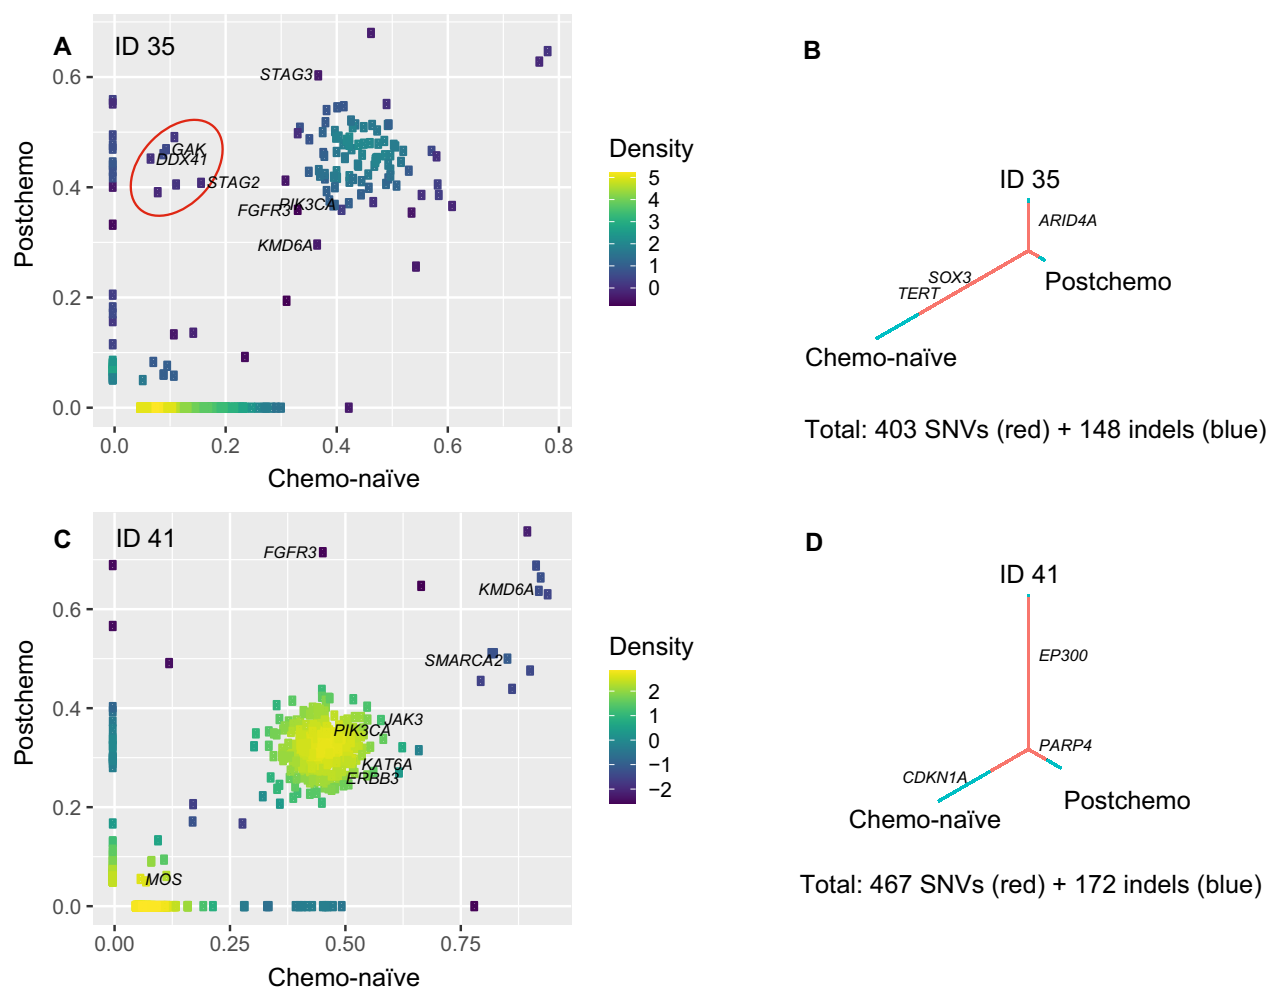 A
ID 35
Postchemo
0.6
0.4
0.2
0.0
STAG3
GAK
DDX41
STAG2
PIK3CA
FGFR3
KMD6A
0.0
0.2
0.4
0.6
0.8
Chemo-naïve
Density
5
4
3
2
1
0
B
ID 35
ARID4A
Postchemo
SOX3
TERT
Chemo-naïve
Total: 403 SNVs (red) + 148 indels (blue)
C
ID 41
Postchemo
0.6
0.4
0.2
0.0
FGFR3
KMD6A
SMARCA2
JAK3
PIK3CA
KAT6A
ERBB3
MOS
0.00
0.25
0.50
0.75
Chemo-naïve
Density
2
1
0
−1
−2
D
ID 41
EP300
PARP4
CDKN1A
Postchemo
Chemo-naïve
Total: 467 SNVs (red) + 172 indels (blue)